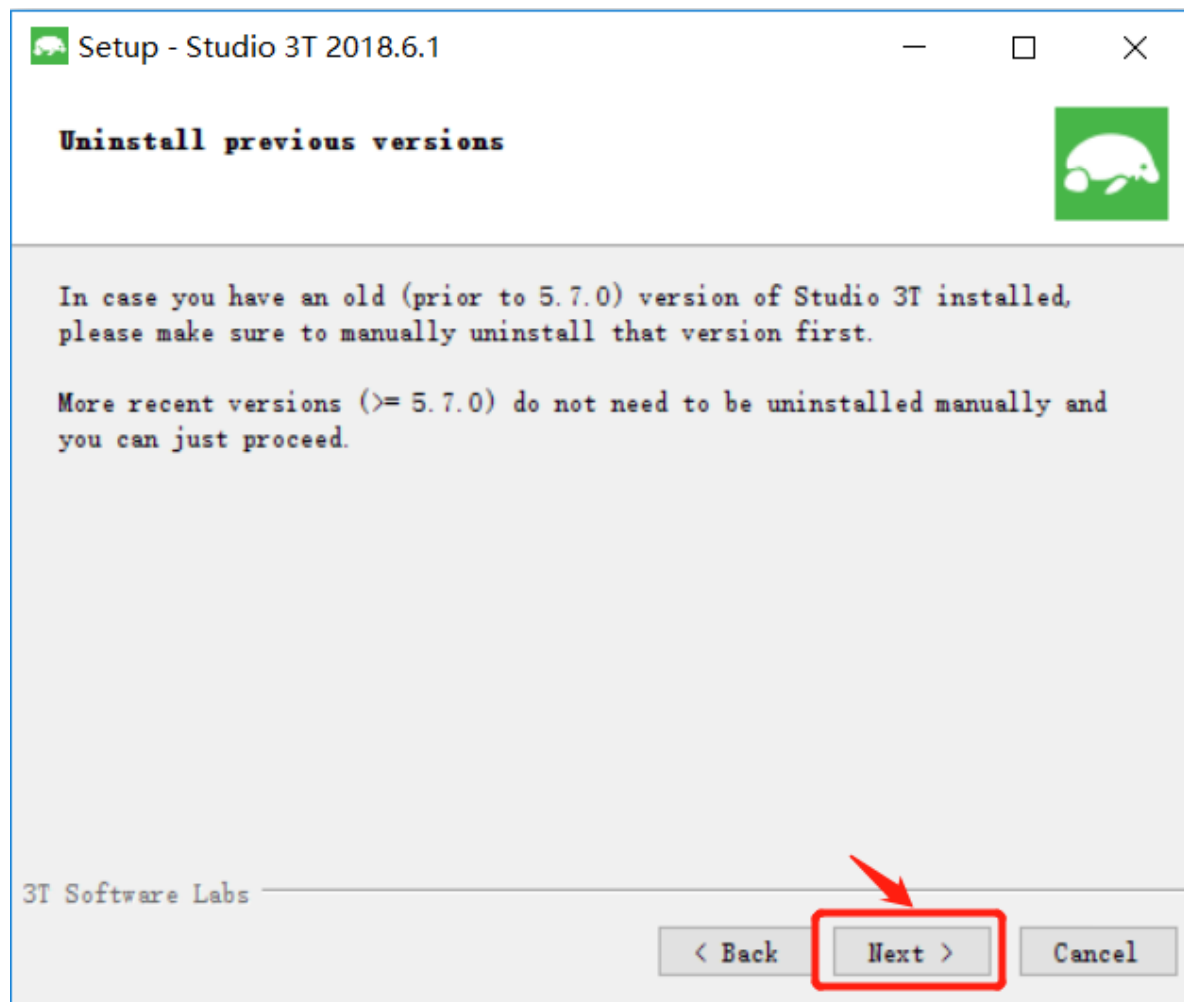 Setup - Studio 3T 2018.6.1
Uninstall previous versions
In case you have an old (prior to 5.7.0) version of Studio 3T installed,
please make sure to manually uninstall that version first.
More recent versions (>= 5.7.0) do not need to be uninstalled manually and
you can just proceed.
3T Software Labs
< Back Next > Cancel